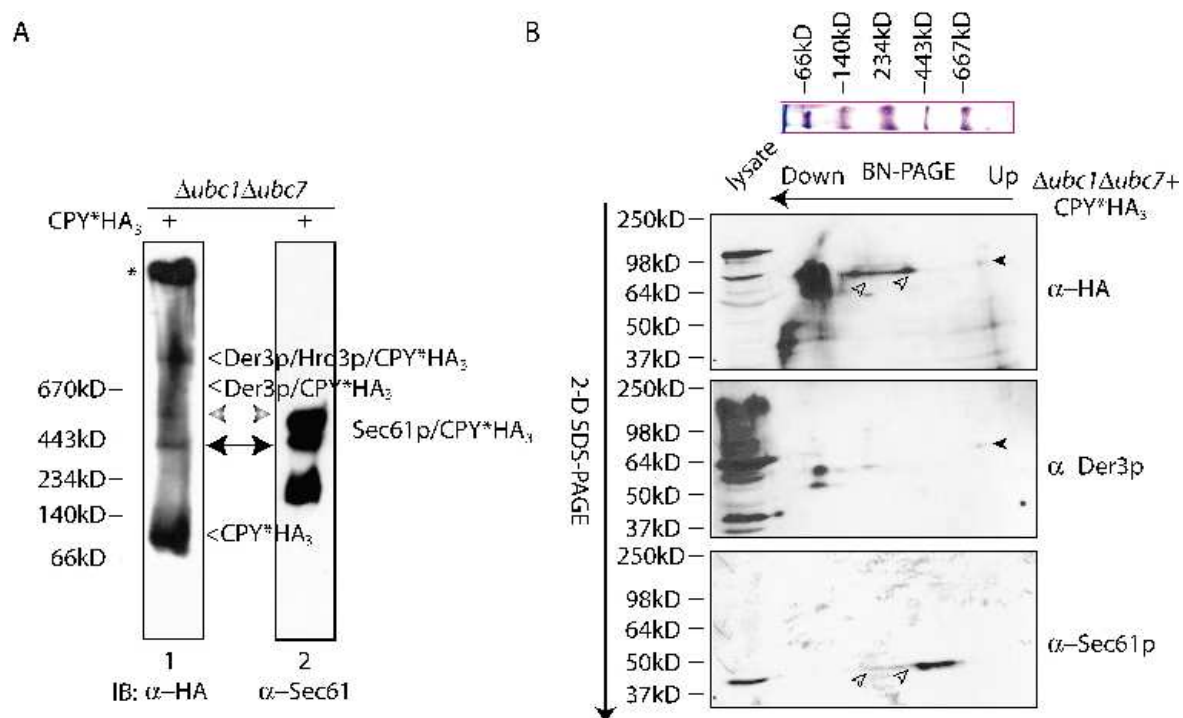 A
Δubc1Δubc7
CPY*HA3 + +
*
<Der3p/Hrd3p/CPY*HA3
670kD –
<Der3p/CPY*HA3
Sec61p/CPY*HA3
443kD –
234kD –
140kD –
<CPY*HA3
66kD
1 2
IB: α–HA α–Sec61
B
–66kD
–140kD
234kD
–443kD
–667kD
lysate
Down BN-PAGE Up
Δubc1Δubc7+
CPY*HA3
2-D SDS-PAGE
250kD –
98kD –
64kD –
50kD –
37kD –
α–HA
250kD –
98kD –
64kD –
50kD –
37kD –
α Der3p
250kD –
98kD –
64kD –
50kD –
37kD –
α–Sec61p